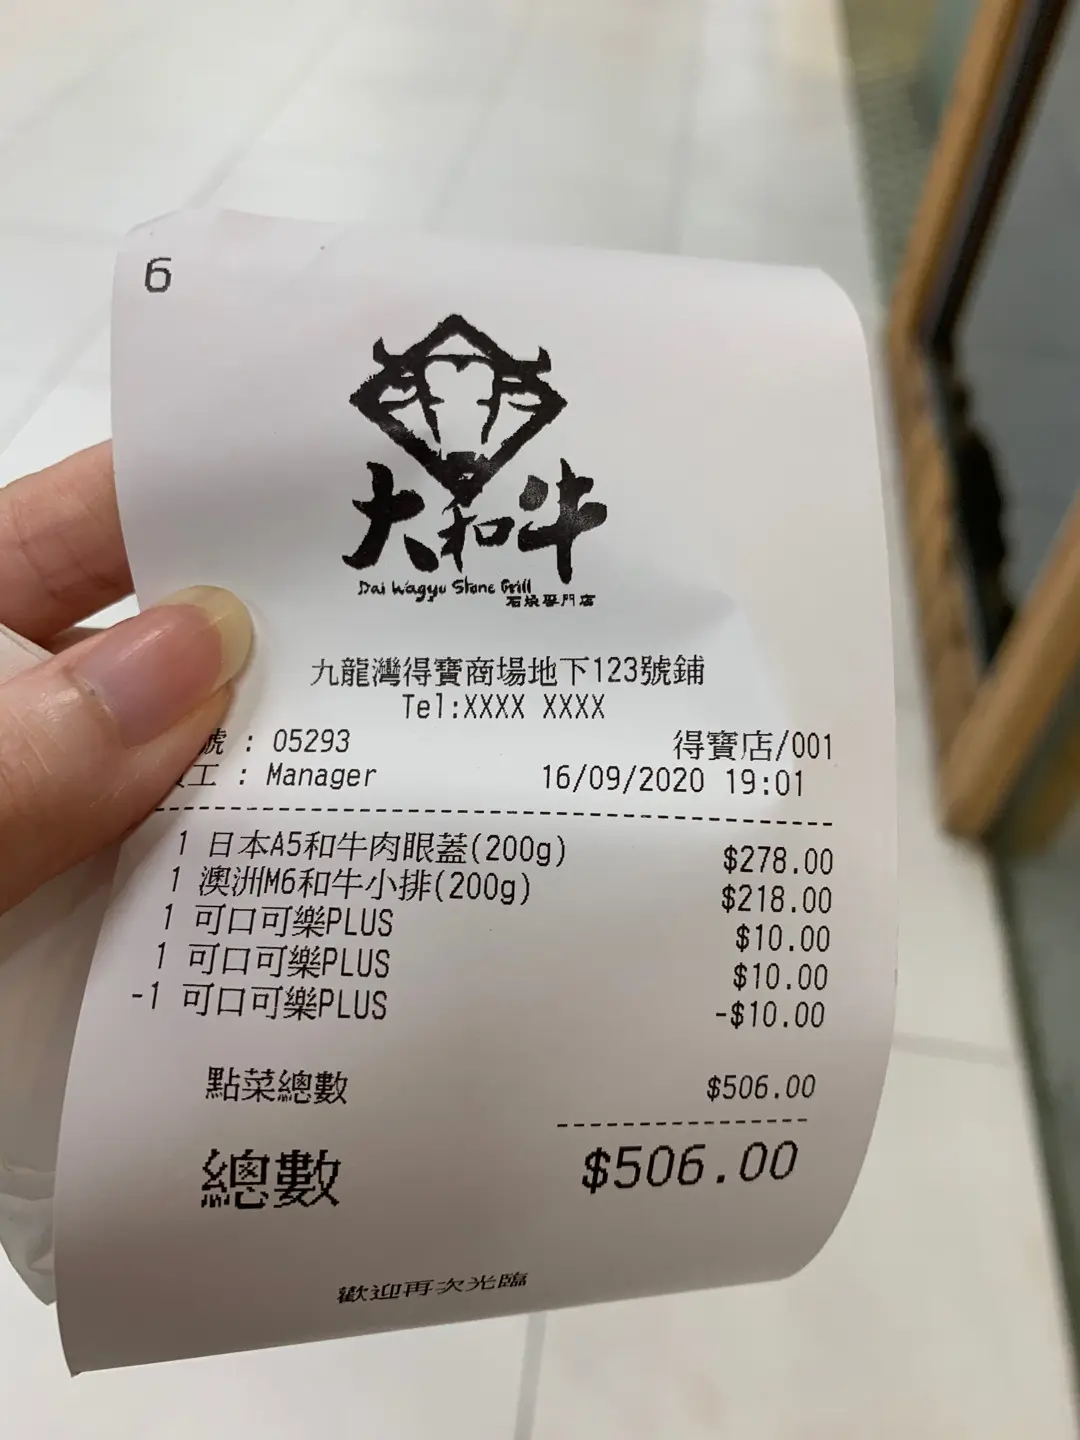 6
大和牛
Dai Wagyu Stone Grill
石燒專門店
九龍灣得寶商場地下123號鋪
Tel:XXXX XXXX
號 : 05293 得寶店/001
工 : Manager 16/09/2020 19:01
1 日本A5和牛肉眼蓋(200g) $278.00
1 澳洲M6和牛小排(200g) $218.00
1 可口可樂PLUS $10.00
1 可口可樂PLUS $10.00
-1 可口可樂PLUS -$10.00
點菜總數 $506.00
總數 $506.00
歡迎再次光臨